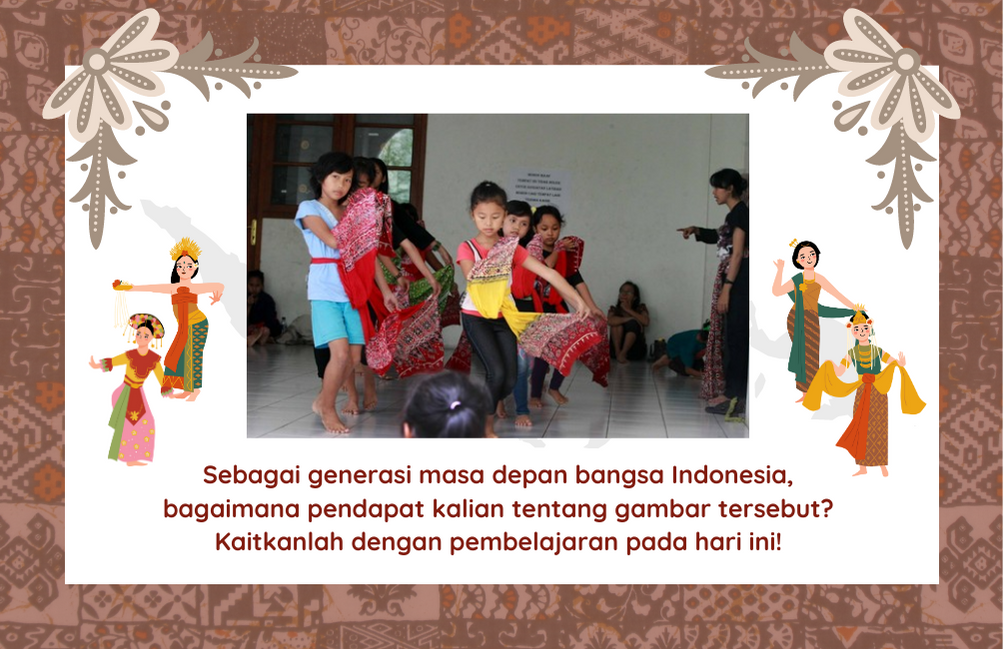 Sebagai generasi masa depan bangsa Indonesia,
bagaimana pendapat kalian tentang gambar tersebut?
Kaitkanlah dengan pembelajaran pada hari ini!